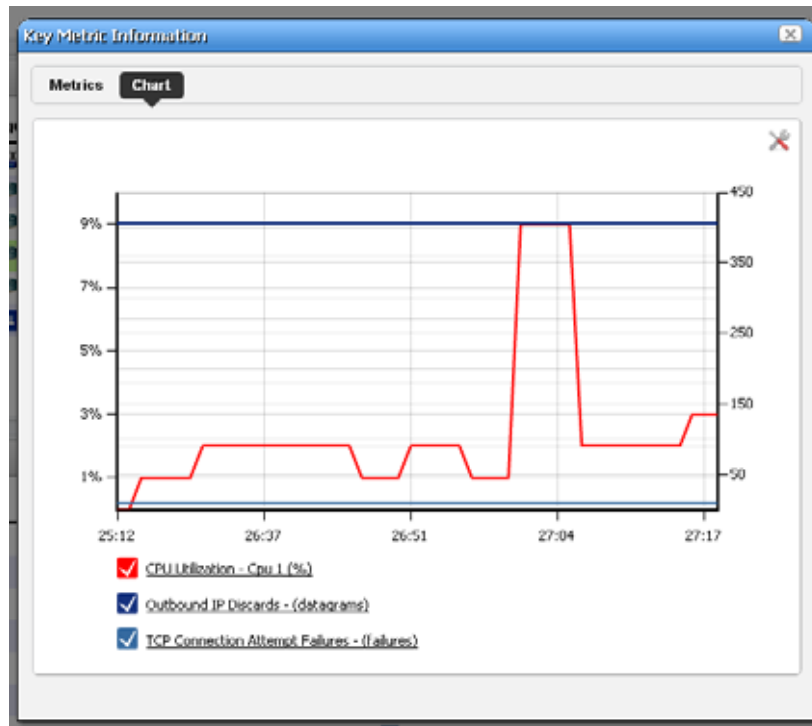 Key Metric Information
Metrics Chart
450
9%
350
7%
250
5%
150
3%
50
1%
25:12 26:37 26:51 27:04 27:17
CPU Utilization - Cpu 1 (%)
Outbound IP Discards - (datagrams)
TCP Connection Attempt Failures - (failures)